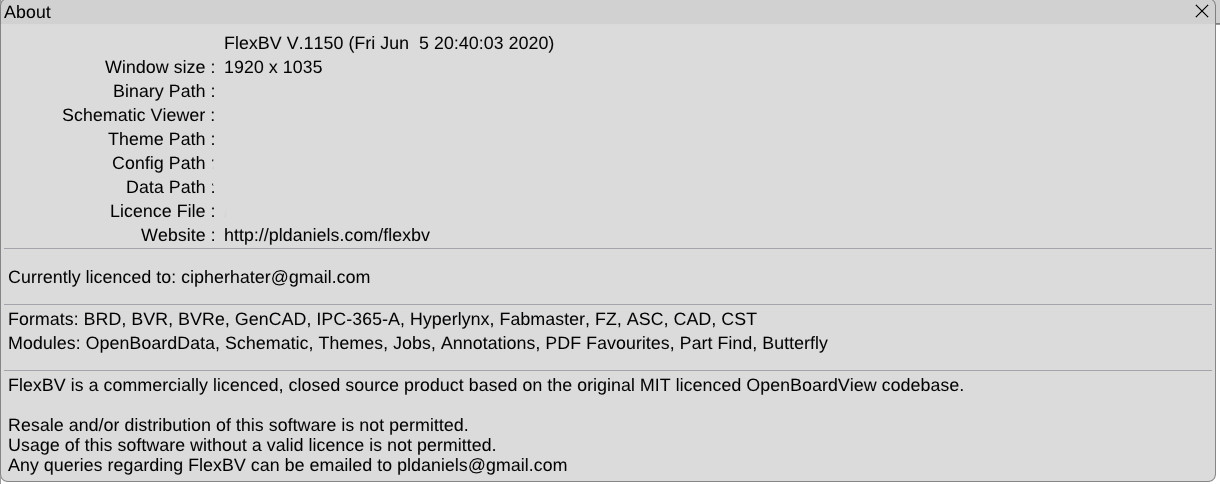 About
FlexBV V.1150 (Fri Jun  5 20:40:03 2020)
Window size : 1920 x 1035
Binary Path :
Schematic Viewer :
Theme Path :
Config Path :
Data Path :
Licence File :
Website : http://pldaniels.com/flexbv
Currently licenced to: cipherhater@gmail.com
Formats: BRD, BVR, BVRe, GenCAD, IPC-365-A, Hyperlynx, Fabmaster, FZ, ASC, CAD, CST
Modules: OpenBoardData, Schematic, Themes, Jobs, Annotations, PDF Favourites, Part Find, Butterfly
FlexBV is a commercially licenced, closed source product based on the original MIT licenced OpenBoardView codebase.
Resale and/or distribution of this software is not permitted.
Usage of this software without a valid licence is not permitted.
Any queries regarding FlexBV can be emailed to pldaniels@gmail.com